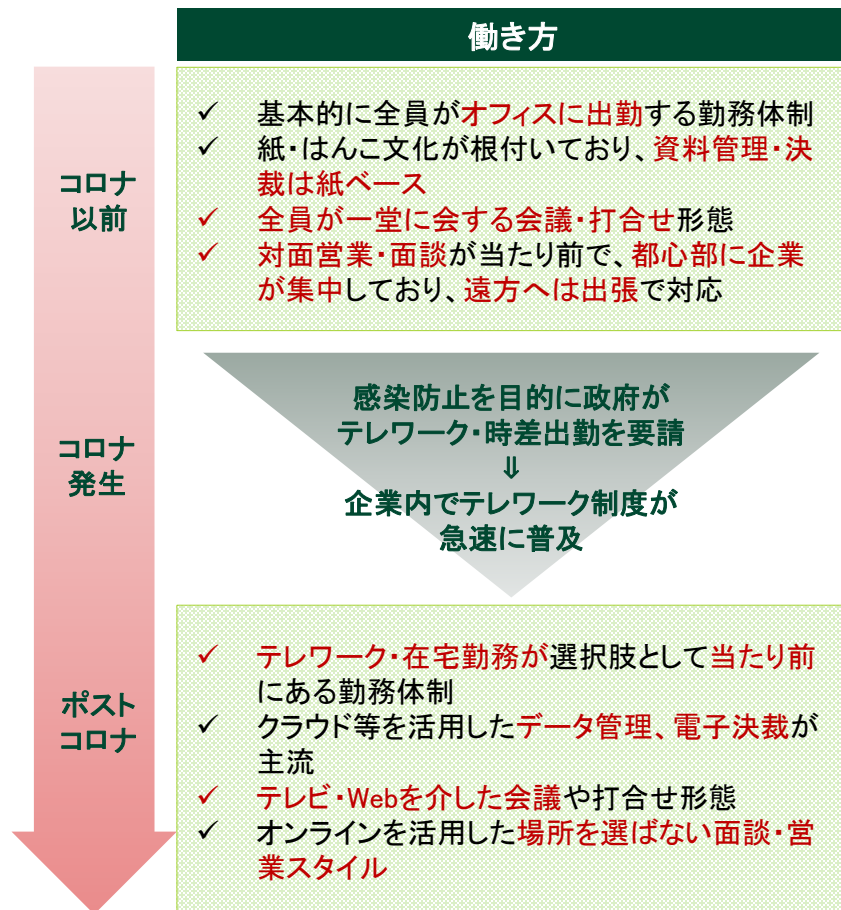 働き方
コロナ
以前
✓ 基本的に全員がオフィスに出勤する勤務体制
✓ 紙・はんこ文化が根付いており、資料管理・決
裁は紙ベース
✓ 全員が一堂に会する会議・打合せ形態
✓ 対面営業・面談が当たり前で、都心部に企業
が集中しており、遠方へは出張で対応
コロナ
発生
感染防止を目的に政府が
テレワーク・時差出勤を要請
⇓
企業内でテレワーク制度が
急速に普及
ポスト
コロナ
✓ テレワーク・在宅勤務が選択肢として当たり前
にある勤務体制
✓ クラウド等を活用したデータ管理、電子決裁が
主流
✓ テレビ・Webを介した会議や打合せ形態
✓ オンラインを活用した場所を選ばない面談・営
業スタイル